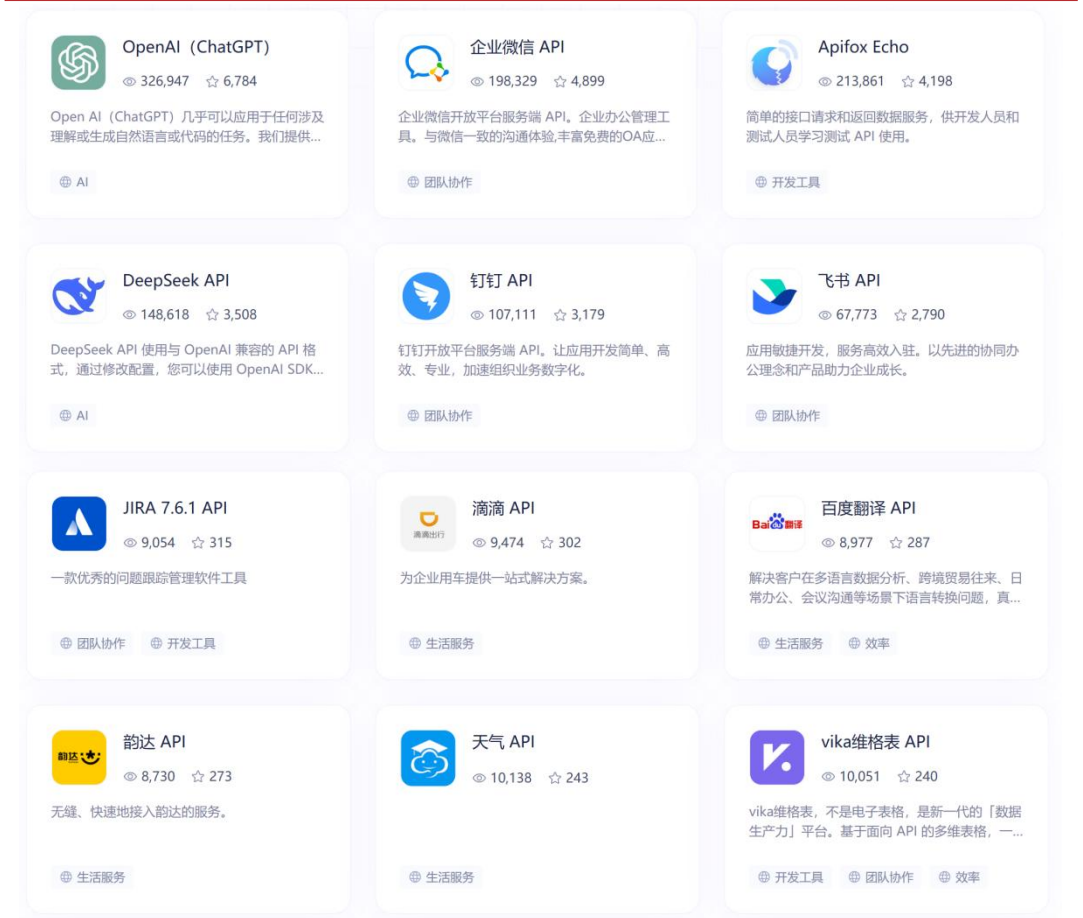 OpenAI（ChatGPT）
326,947 6,784
Open AI（ChatGPT）几乎可以应用于任何涉及
理解或生成自然语言或代码的任务。我们提供...
AI
企业微信 API
198,329 4,899
企业微信开放平台服务端 API。企业办公管理工
具。与微信一致的沟通体验,丰富免费的OA应...
团队协作
Apifox Echo
213,861 4,198
简单的接口请求和返回数据服务，供开发人员和
测试人员学习测试 API 使用。
开发工具
DeepSeek API
148,618 3,508
DeepSeek API 使用与 OpenAI 兼容的 API 格
式，通过修改配置，您可以使用 OpenAI SDK...
AI
钉钉 API
107,111 3,179
钉钉开放平台服务端 API。让应用开发简单、高
效、专业，加速组织业务数字化。
团队协作
飞书 API
67,773 2,790
应用敏捷开发，服务高效入驻。以先进的协同办
公理念和产品助力企业成长。
团队协作
JIRA 7.6.1 API
9,054 315
一款优秀的问题跟踪管理软件工具
团队协作 开发工具
滴滴出行
滴滴 API
9,474 302
为企业用车提供一站式解决方案。
生活服务
Bai du 翻译
百度翻译 API
8,977 287
解决客户在多语言数据分析、跨境贸易往来、日
常办公、会议沟通等场景下语言转换问题，真...
生活服务 效率
韵达
韵达 API
8,730 273
无缝、快速地接入韵达的服务。
生活服务
天气 API
10,138 243
生活服务
vika维格表 API
10,051 240
vika维格表，不是电子表格，是新一代的「数据
生产力」平台。基于面向 API 的多维表格，一...
开发工具 团队协作 效率